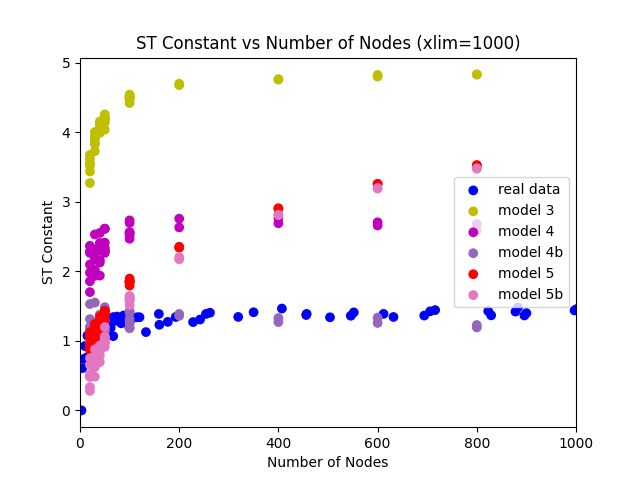 ST Constant vs Number of Nodes (xlim=1000)
5
4
3
2
1
0
ST Constant
real data
model 3
model 4
model 4b
model 5
model 5b
0 200 400 600 800 1000
Number of Nodes